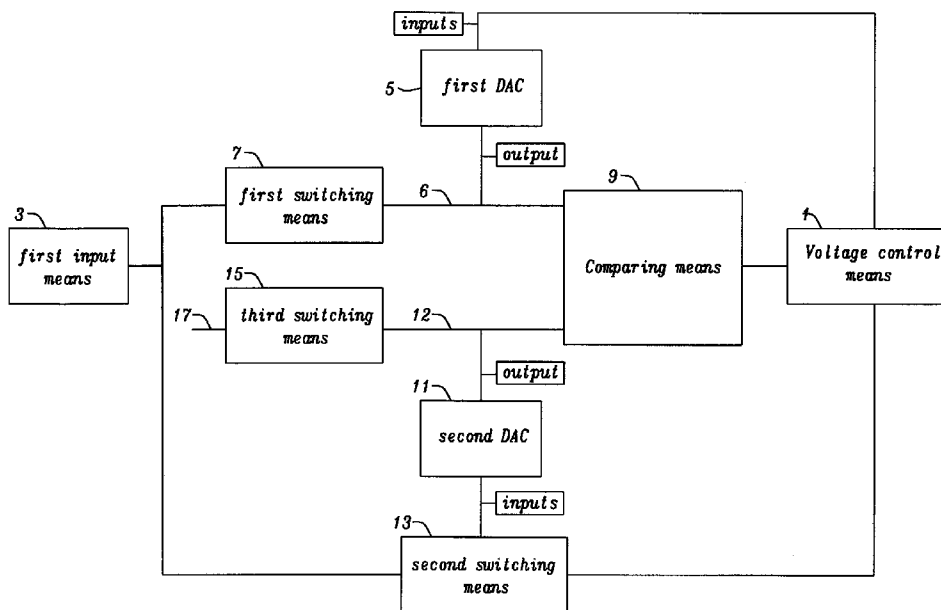 inputs
5
first DAC
output
7
first switching
means
6
9
3
first input
means
Comparing means
1
Voltage control
means
15
17
third switching
means
12
output
11
second DAC
inputs
13
second switching
means